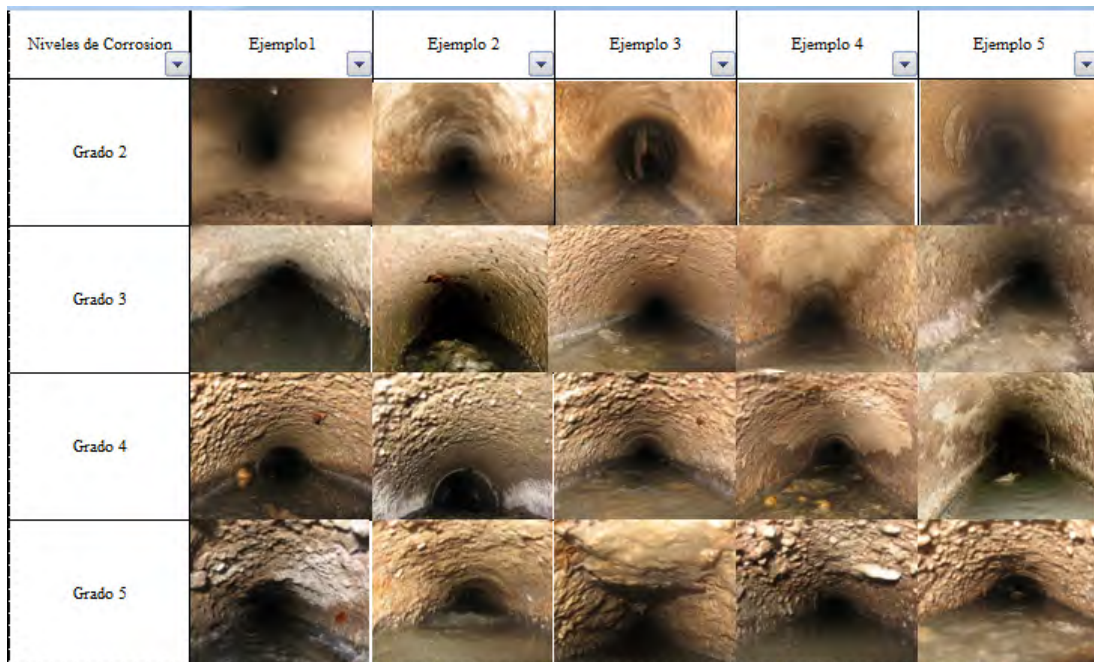 Niveles de Corrosion Ejemplo1 Ejemplo 2 Ejemplo 3 Ejemplo 4 Ejemplo 5
Grado 2
Grado 3
Grado 4
Grado 5